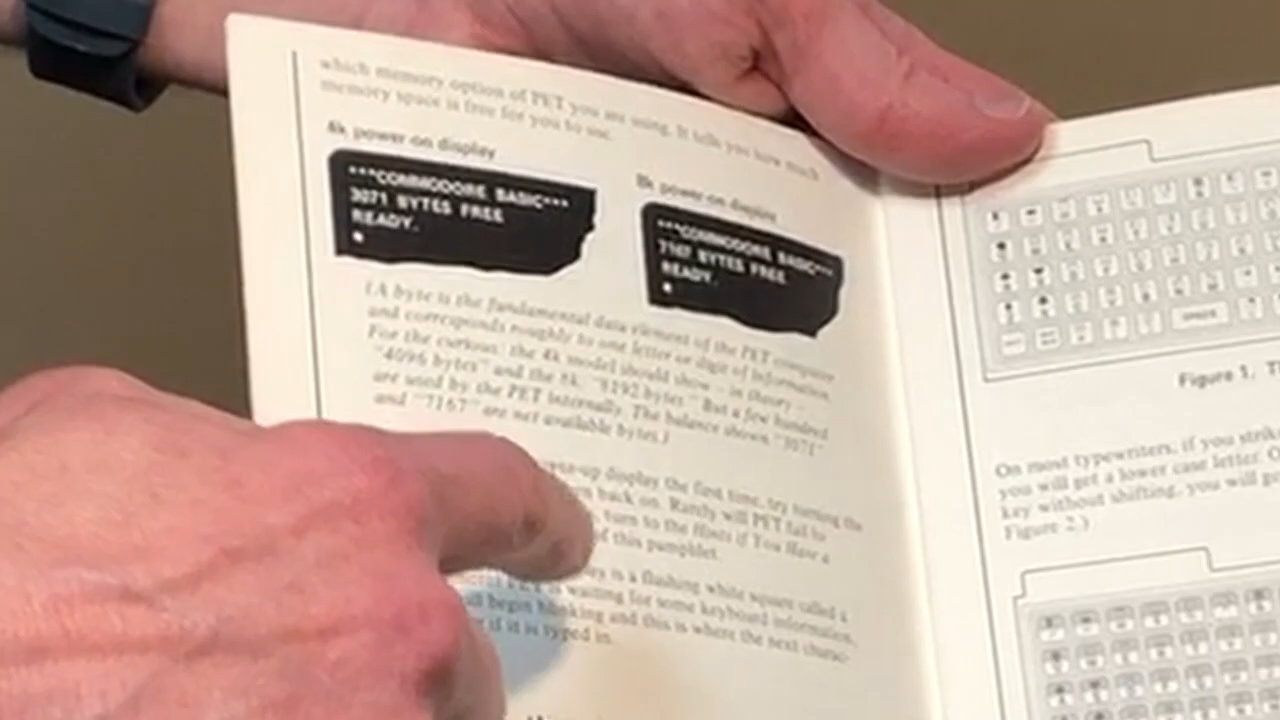 which memory option of PET you are using. It tells you how much
memory space is free for you to use.
4k power on display
***COMMODORE BASIC***
3071 BYTES FREE
READY.
8k power-on display
***COMMODORE BASIC***
7167 BYTES FREE
READY.
(A byte is the fundamental data element of the PET computer
and corresponds roughly to one letter or digit of information.
For the curious: the 4k model should show - in theory -
"4096 bytes" and the 8k, "8192 bytes." But a few hundred
are used by the PET internally. The balance shown "3071"
and "7167" are net available bytes.)
display the first time, try turning the
back on. Rarely will PET fail to
turn to the Hints if You Have a
of this pamphlet.
is a flashing white square called a
waiting for some keyboard information,
begin blinking and this is where the next charac-
if it is typed in.
SPACE
Figure 1.
On most typewriters, if you strik
you will get a lower case letter.
key without shifting, you will g
Figure 2.)